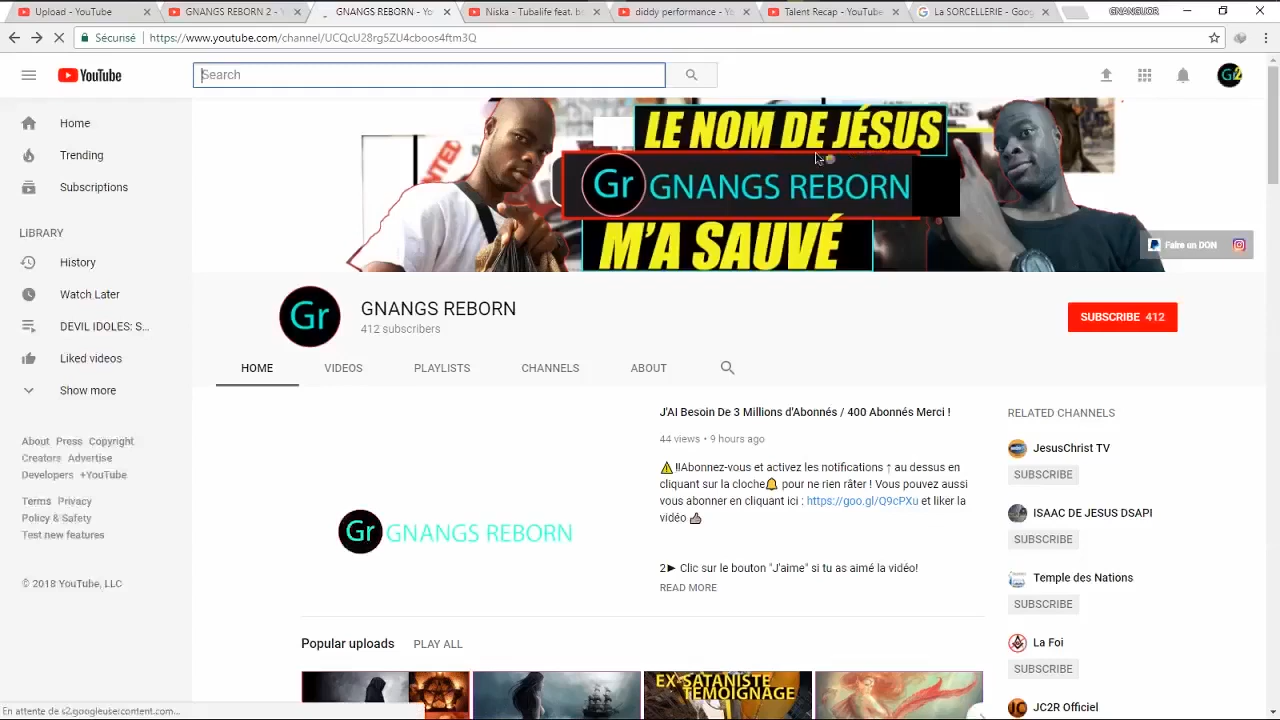 Upload - YouTube
GNANGS REBORN 2 - Y
GNANGS REBORN - Yo
Niska - Tubalife feat. b
diddy performance - Y
Talent Recap - YouTube
La SORCELLERIE - Goog
GNANGUOR
Sécurisé
https://www.youtube.com/channel/UCQcU28rgSZU4cboos4ftm3Q
YouTube
Search
Gr2
Home
Trending
Subscriptions
LIBRARY
History
Watch Later
DEVIL IDOLES: S...
Liked videos
Show more
About Press Copyright
Creators Advertise
Developers +YouTube
Terms Privacy
Policy & Safety
Test new features
© 2018 YouTube, LLC
LE NOM DE JÉSUS
Gr GNANGS REBORN
M'A SAUVÉ
Faire un DON
Gr
GNANGS REBORN
412 subscribers
SUBSCRIBE 412
HOME
VIDEOS
PLAYLISTS
CHANNELS
ABOUT
Gr GNANGS REBORN
J'AI Besoin De 3 Millions d'Abonnés / 400 Abonnés Merci !
44 views • 9 hours ago
⚠️ ‼Abonnez-vous et activez les notifications ↑ au dessus en
cliquant sur la cloche🔔 pour ne rien râter ! Vous pouvez aussi
vous abonner en cliquant ici : https://goo.gl/Q9cPXu et liker la
vidéo 👍
2► Clic sur le bouton "J'aime" si tu as aimé la vidéo!
READ MORE
RELATED CHANNELS
JesusChrist TV
SUBSCRIBE
ISAAC DE JESUS DSAPI
SUBSCRIBE
Temple des Nations
SUBSCRIBE
La Foi
SUBSCRIBE
JC
JC2R Officiel
Popular uploads
PLAY ALL
EX-SATANISTE
TÉMOIGNAGE
En attente de s2.googleusercontent.com...